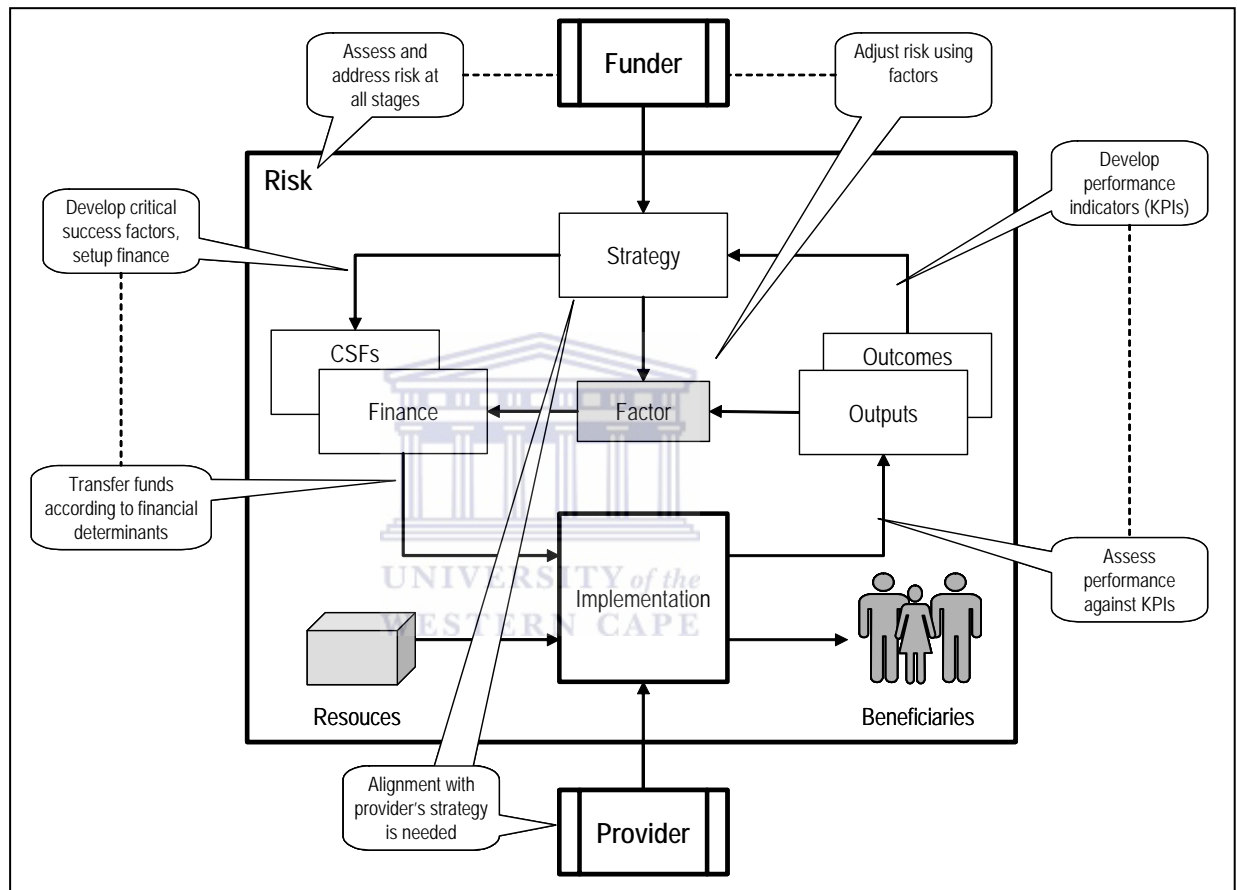 Assess and
address risk at
all stages
Funder
Adjust risk using
factors
Risk
Develop critical
success factors,
setup finance
Develop
performance
indicators (KPIs)
Strategy
CSFs
Finance
Factor
Outcomes
Outputs
Transfer funds
according to financial
determinants
UNIVERSITY of the
WESTERN CAPE
Implementation
Assess
performance
against KPIs
Resouces
Beneficiaries
Alignment with
provider's strategy
is needed
Provider